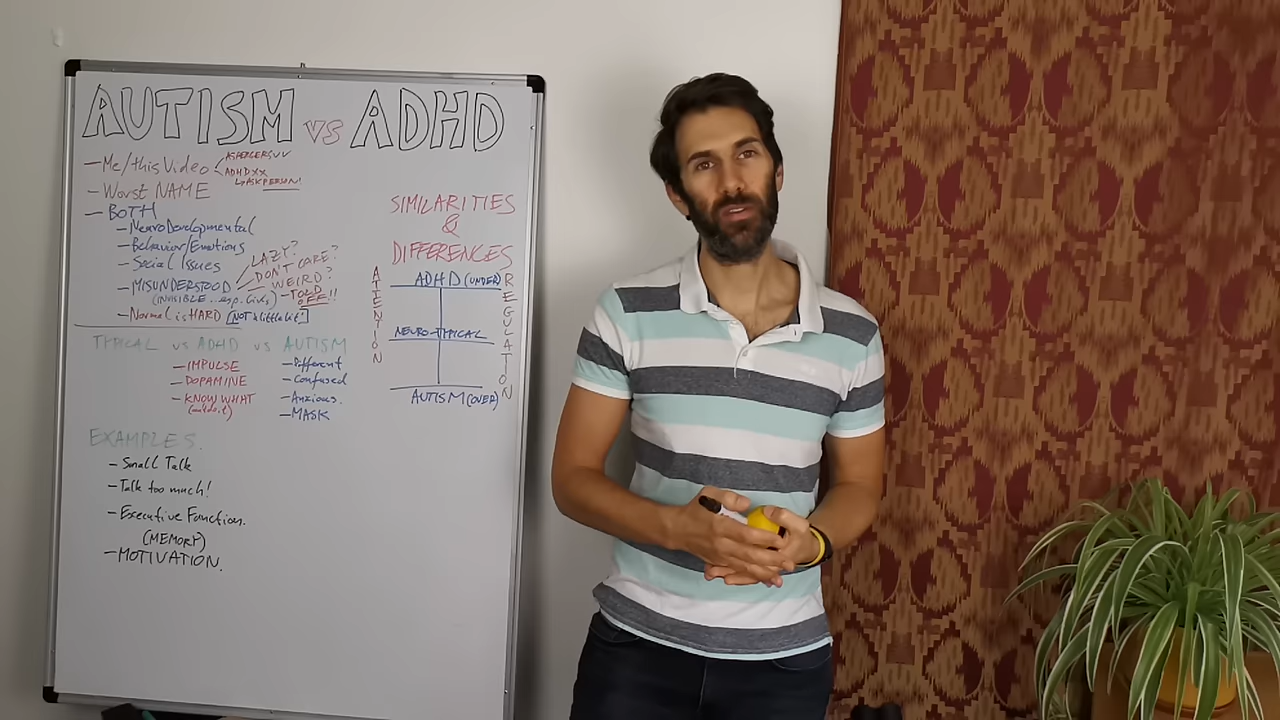 AUTISM vs ADHD
- Me/this Video < ASPERGERS ✓✓
ADHD XX
↳ ASK PERSON!
- Worst NAME
- BOTH
- NeuroDevelopmental
- Behavior/Emotions
- Social Issues
- MISUNDERSTOOD
(INVISIBLE... esp. Girls)
LAZY?
DON'T CARE?
WEIRD?
- TOLD OFF!!
- Normal is HARD [NOT "a little bit"]
TYPICAL vs ADHD vs AUTISM
- IMPULSE
- DOPAMINE
- KNOW WHAT
- Different
- Confused
- Anxious.
- MASK
EXAMPLES.
- Small Talk
- Talk too much!
- Executive Function.
(MEMORY)
- MOTIVATION.
SIMILARITIES
&
DIFFERENCES
ATTENTION
ADHD (UNDER)
NEURO-TYPICAL
AUTISM (OVER)
REGULATION